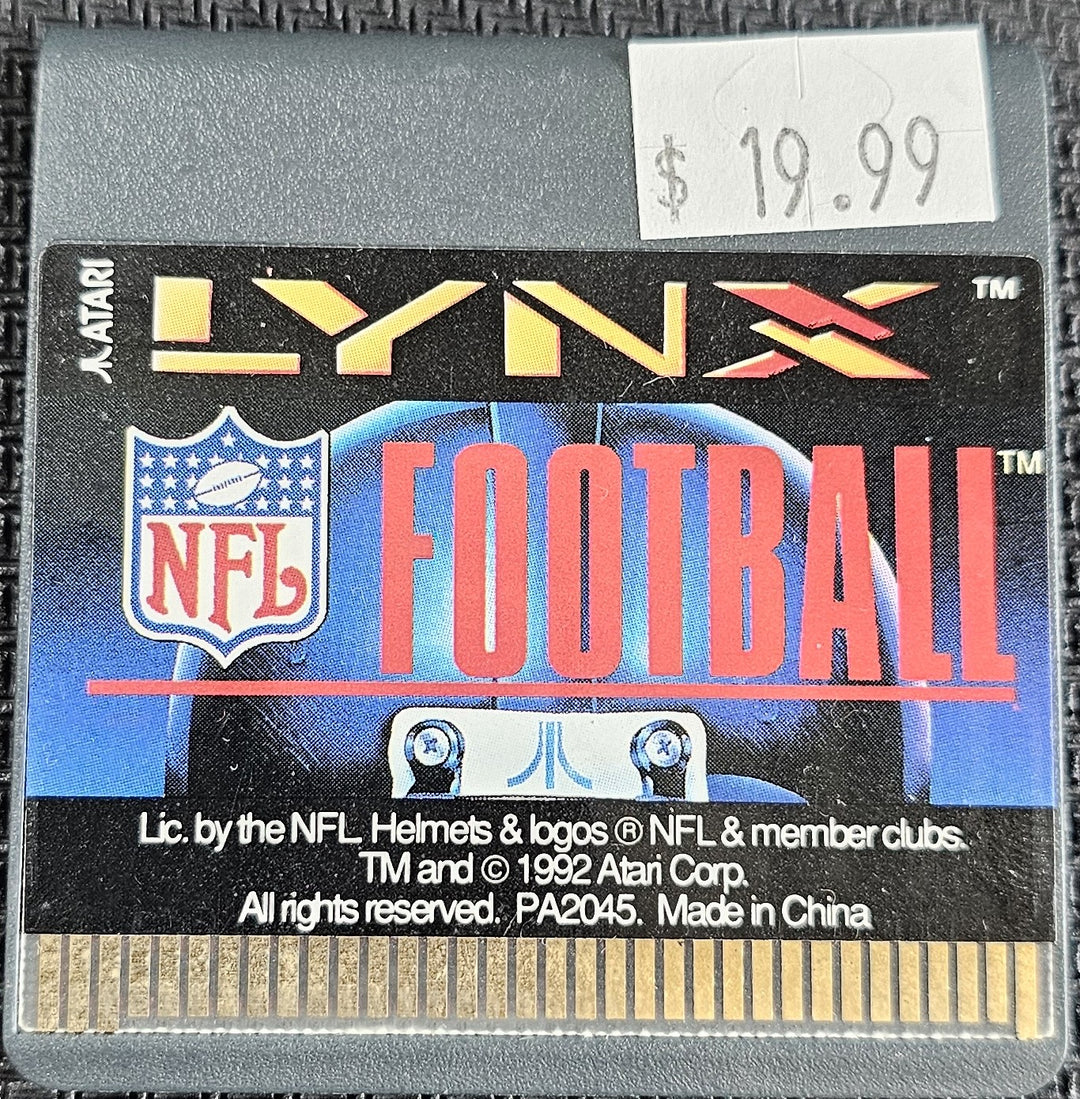 $ 19.99
ATARI
LYNX TM
NFL
FOOTBALL TM
Lic. by the NFL. Helmets & logos ® NFL & member clubs.
TM and © 1992 Atari Corp.
All rights reserved. PA2045. Made in China